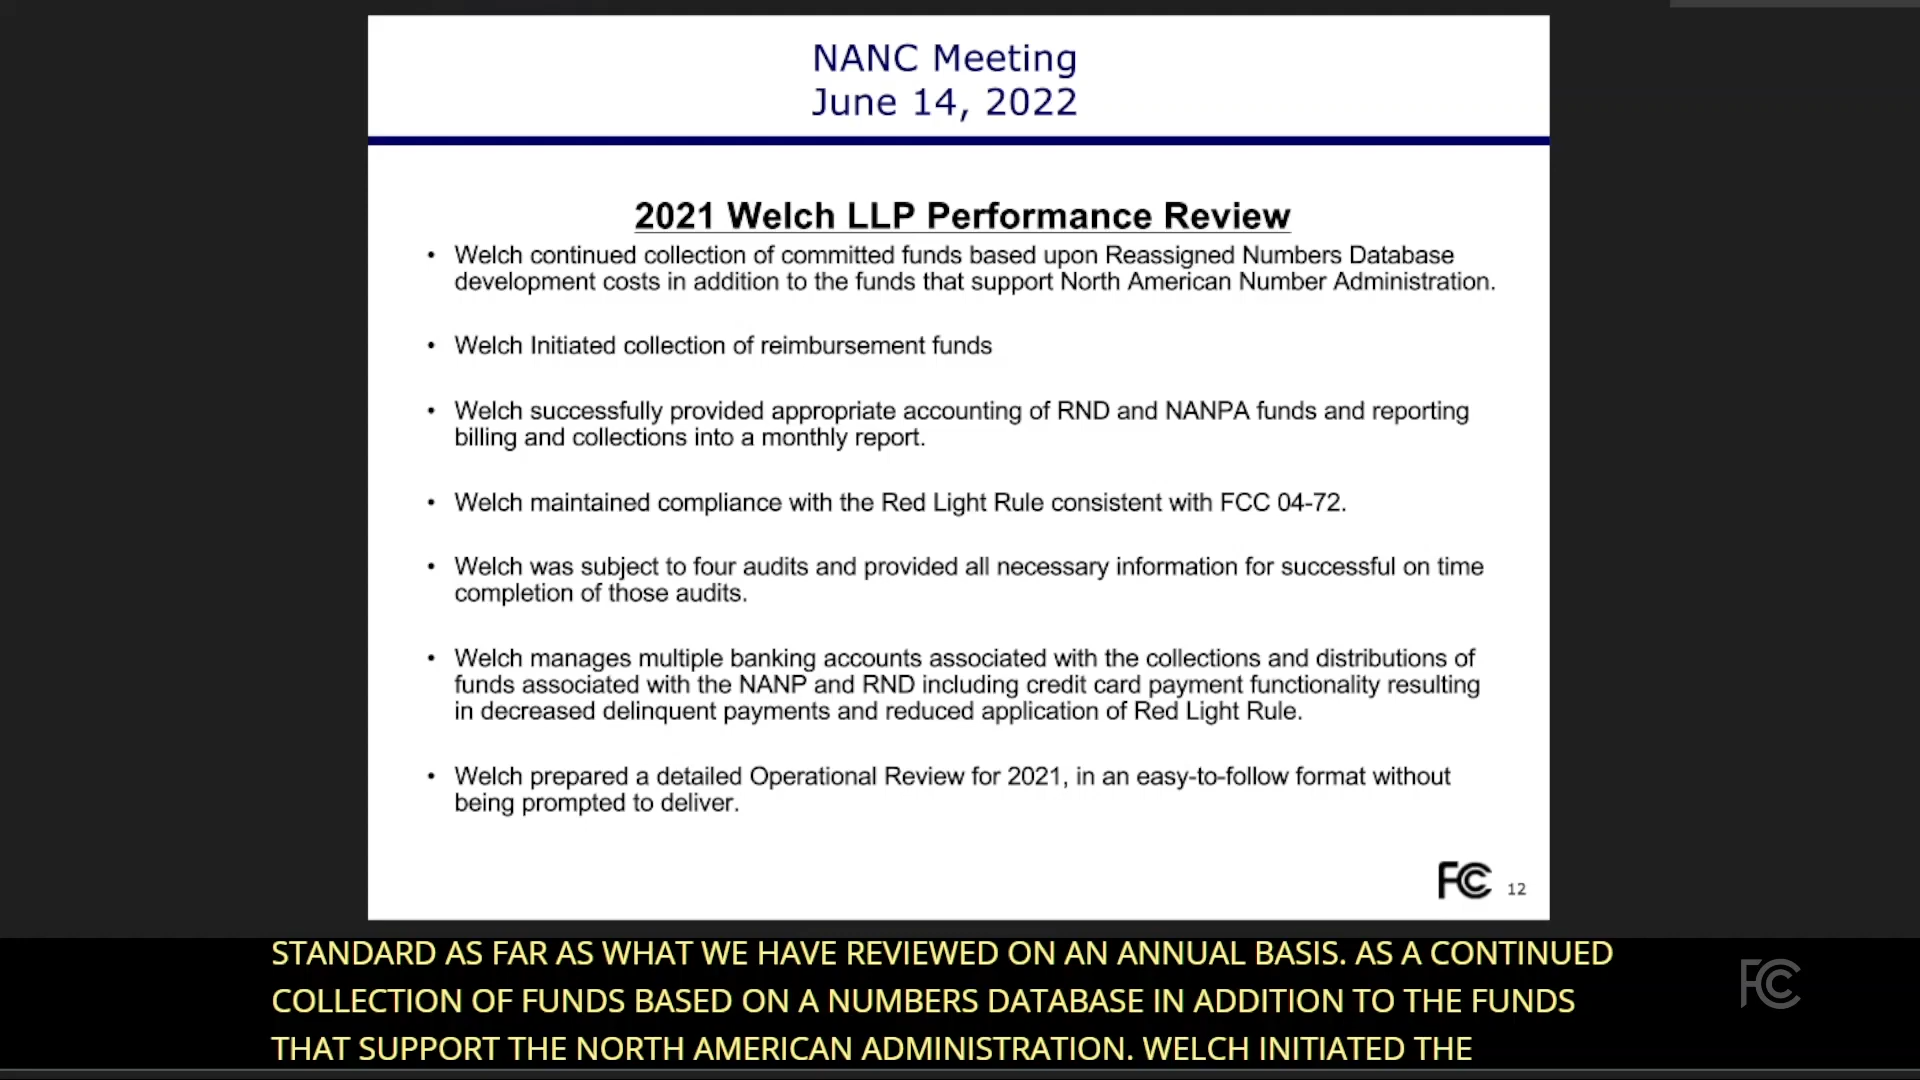 NANC Meeting
June 14, 2022
2021 Welch LLP Performance Review
• Welch continued collection of committed funds based upon Reassigned Numbers Database
development costs in addition to the funds that support North American Number Administration.
• Welch Initiated collection of reimbursement funds
• Welch successfully provided appropriate accounting of RND and NANPA funds and reporting
billing and collections into a monthly report.
• Welch maintained compliance with the Red Light Rule consistent with FCC 04-72.
• Welch was subject to four audits and provided all necessary information for successful on time
completion of those audits.
• Welch manages multiple banking accounts associated with the collections and distributions of
funds associated with the NANP and RND including credit card payment functionality resulting
in decreased delinquent payments and reduced application of Red Light Rule.
• Welch prepared a detailed Operational Review for 2021, in an easy-to-follow format without
being prompted to deliver.
FCC 12
STANDARD AS FAR AS WHAT WE HAVE REVIEWED ON AN ANNUAL BASIS. AS A CONTINUED
COLLECTION OF FUNDS BASED ON A NUMBERS DATABASE IN ADDITION TO THE FUNDS
THAT SUPPORT THE NORTH AMERICAN ADMINISTRATION. WELCH INITIATED THE
FCC